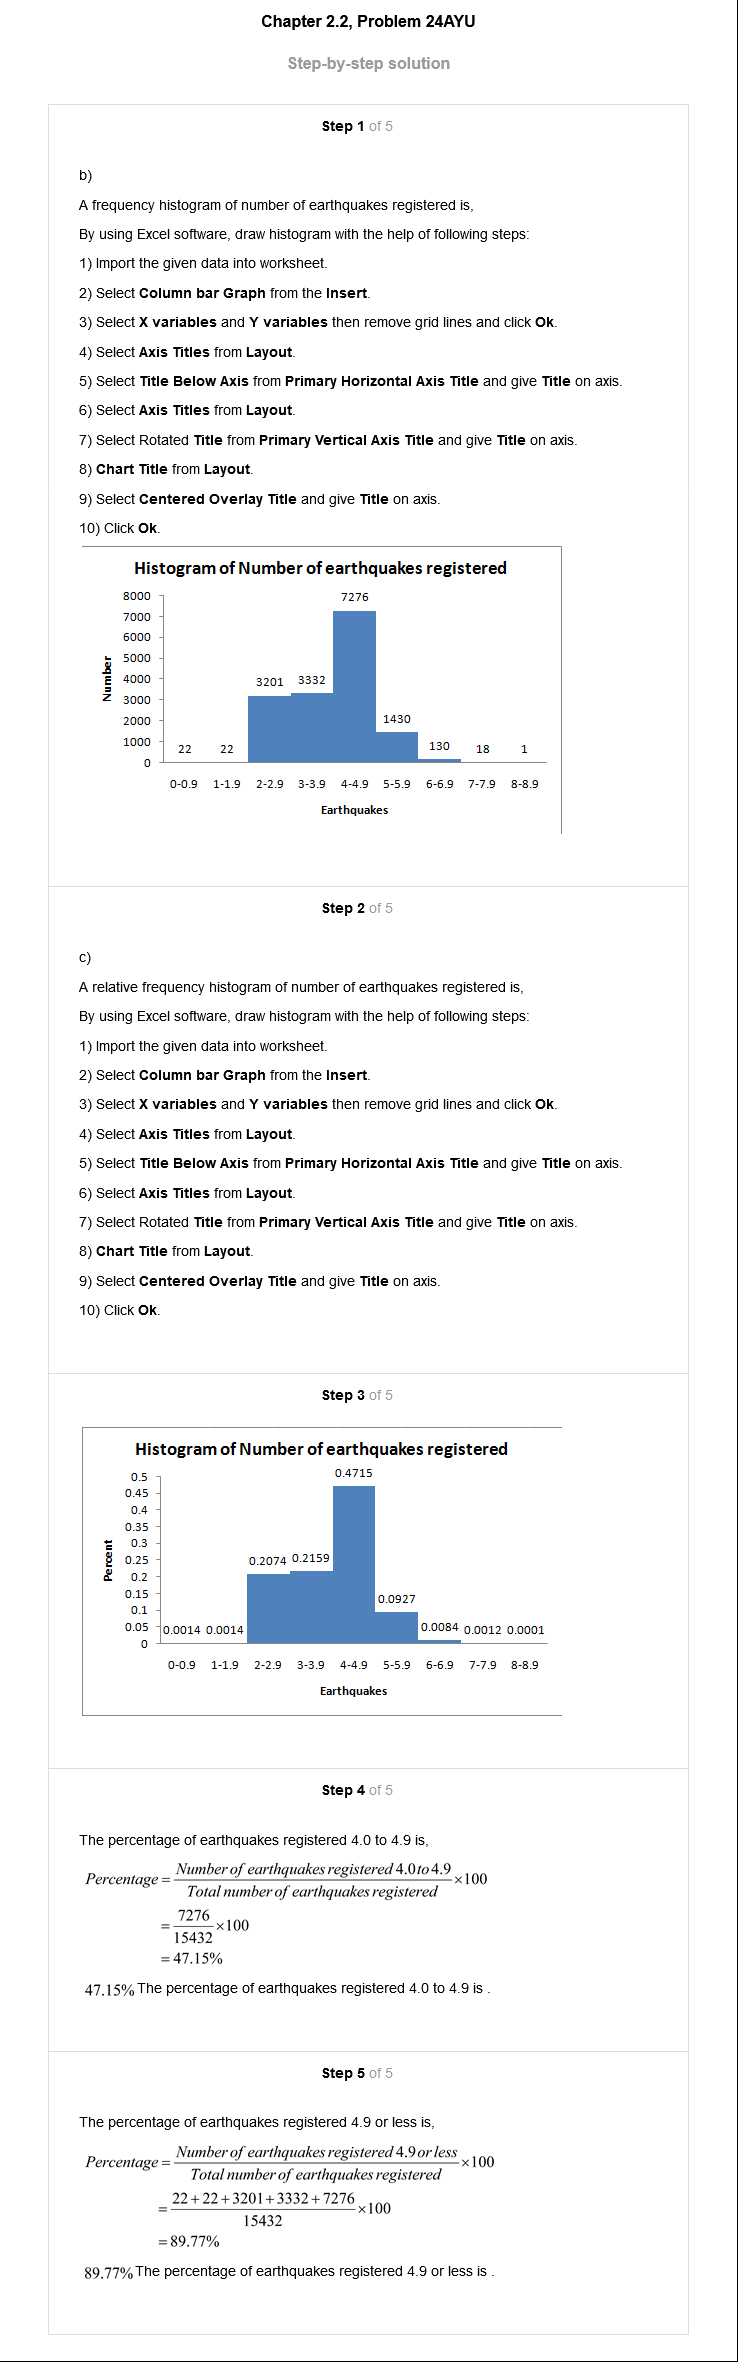 Chapter 2.2, Problem 24AYU
Step-by-step solution
Step 1 of 5
b)
A frequency histogram of number of earthquakes registered is,
By using Excel software, draw histogram with the help of following steps:
1) Import the given data into worksheet.
2) Select Column bar Graph from the Insert.
3) Select X variables and Y variables then remove grid lines and click Ok.
4) Select Axis Titles from Layout.
5) Select Title Below Axis from Primary Horizontal Axis Title and give Title on axis.
6) Select Axis Titles from Layout.
7) Select Rotated Title from Primary Vertical Axis Title and give Title on axis.
8) Chart Title from Layout.
9) Select Centered Overlay Title and give Title on axis.
10) Click Ok.
Histogram of Number of earthquakes registered
8000
7000
6000
5000
4000
3000
2000
1000
0
Number
22 22 3201 3332 7276 1430 130 18 1
0-0.9 1-1.9 2-2.9 3-3.9 4-4.9 5-5.9 6-6.9 7-7.9 8-8.9
Earthquakes
Step 2 of 5
c)
A relative frequency histogram of number of earthquakes registered is,
By using Excel software, draw histogram with the help of following steps:
1) Import the given data into worksheet.
2) Select Column bar Graph from the Insert.
3) Select X variables and Y variables then remove grid lines and click Ok.
4) Select Axis Titles from Layout.
5) Select Title Below Axis from Primary Horizontal Axis Title and give Title on axis.
6) Select Axis Titles from Layout.
7) Select Rotated Title from Primary Vertical Axis Title and give Title on axis.
8) Chart Title from Layout.
9) Select Centered Overlay Title and give Title on axis.
10) Click Ok.
Step 3 of 5
Histogram of Number of earthquakes registered
0.5
0.45
0.4
0.35
0.3
0.25
0.2
0.15
0.1
0.05
0
Percent
0.0014 0.0014 0.2074 0.2159 0.4715 0.0927 0.0084 0.0012 0.0001
0-0.9 1-1.9 2-2.9 3-3.9 4-4.9 5-5.9 6-6.9 7-7.9 8-8.9
Earthquakes
Step 4 of 5
The percentage of earthquakes registered 4.0 to 4.9 is,
Percentage = Number of earthquakes registered 4.0 to 4.9 / Total number of earthquakes registered ×100
= 7276 / 15432 ×100
= 47.15%
47.15% The percentage of earthquakes registered 4.0 to 4.9 is .
Step 5 of 5
The percentage of earthquakes registered 4.9 or less is,
Percentage = Number of earthquakes registered 4.9 or less / Total number of earthquakes registered ×100
= 22+22+3201+3332+7276 / 15432 ×100
= 89.77%
89.77% The percentage of earthquakes registered 4.9 or less is .